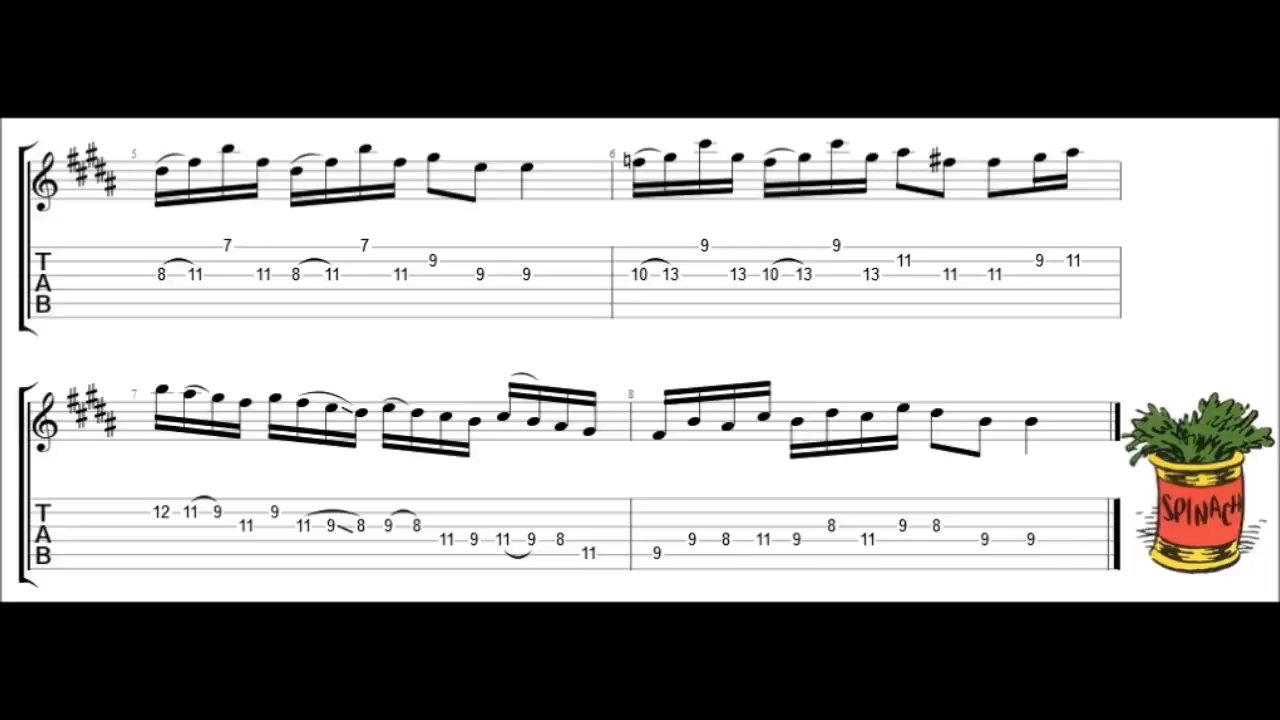 5 6
7 7 9 9
T 9 11 9 11
A 8 11 11 8 11 11 9 9 10 13 13 10 13 13 11 11
B
7 8
T 12 11 9 9
A 11 11 9 8 9 8 8 9 8
11 9 11 9 8 9 8 11 9 11 9 9
B 11 9
SPINACH